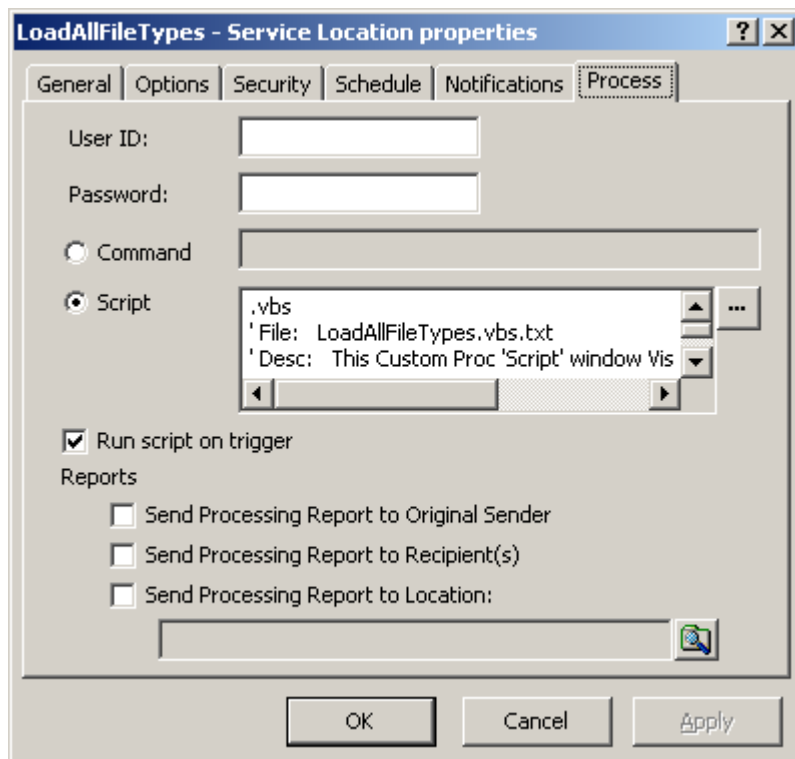 LoadAllFileTypes - Service Location properties
General Options Security Schedule Notifications Process
User ID:
Password:
Command
Script
.vbs
' File:   LoadAllFileTypes.vbs.txt
' Desc:   This Custom Proc 'Script' window Vis
...
Run script on trigger
Reports
Send Processing Report to Original Sender
Send Processing Report to Recipient(s)
Send Processing Report to Location:
OK Cancel Apply